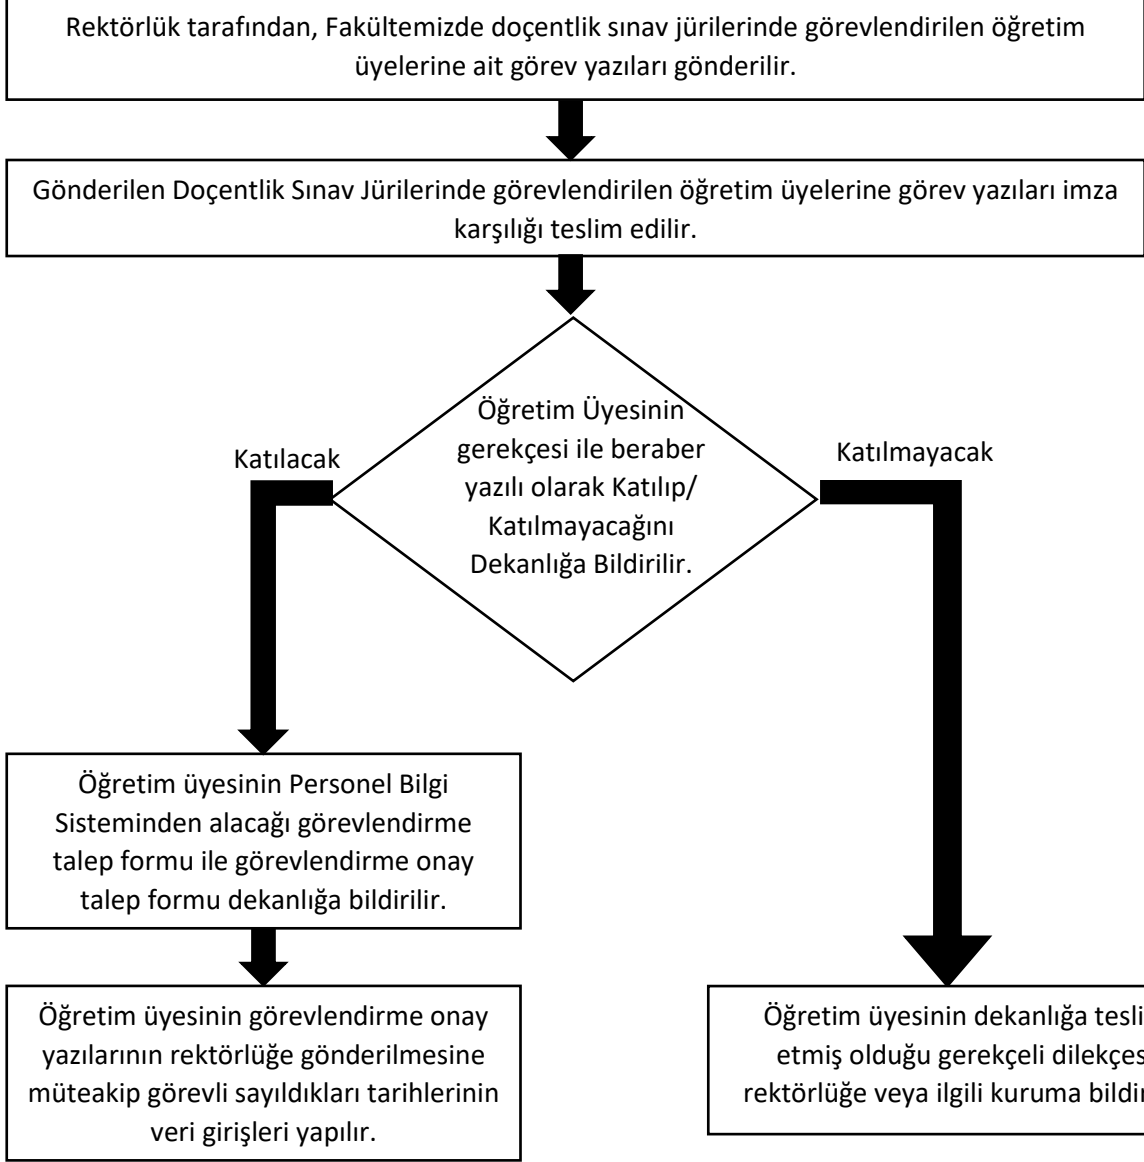 Rektörlük tarafından, Fakültemizde doçentlik sınav jürilerinde görevlendirilen öğretim
üyelerine ait görev yazıları gönderilir.
Gönderilen Doçentlik Sınav Jürilerinde görevlendirilen öğretim üyelerine görev yazıları imza
karşılığı teslim edilir.
Öğretim Üyesinin
gerekçesi ile beraber
yazılı olarak Katılıp/
Katılmayacağını
Dekanlığa Bildirilir.
Katılacak
Katılmayacak
Öğretim üyesinin Personel Bilgi
Sisteminden alacağı görevlendirme
talep formu ile görevlendirme onay
talep formu dekanlığa bildirilir.
Öğretim üyesinin görevlendirme onay
yazılarının rektörlüğe gönderilmesine
müteakip görevli sayıldıkları tarihlerinin
veri girişleri yapılır.
Öğretim üyesinin dekanlığa
etmiş olduğu gerekçeli
rektörlüğe veya ilgili kuruma